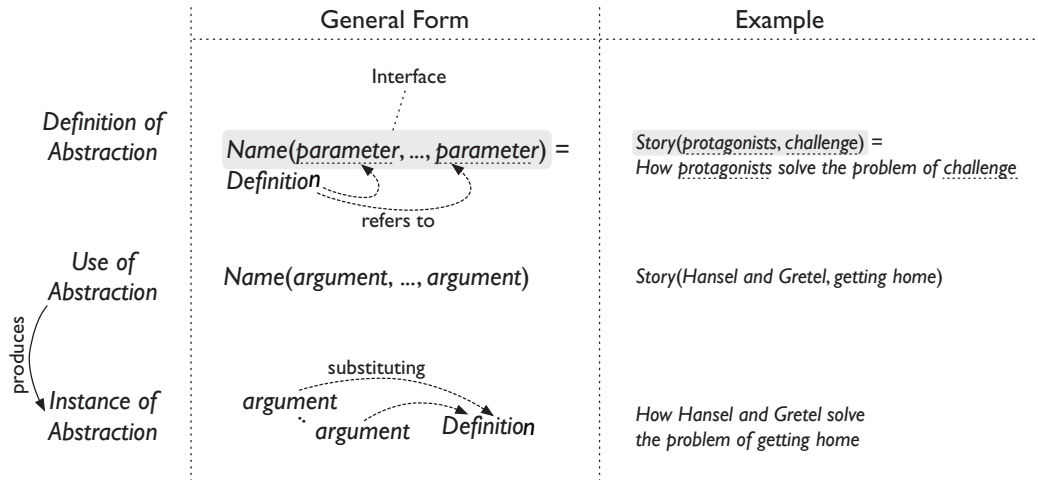 General Form
Example
Interface
Definition of
Abstraction
Name(parameter, ..., parameter) =
Definition
refers to
Story(protagonists, challenge) =
How protagonists solve the problem of challenge
Use of
Abstraction
Name(argument, ..., argument)
Story(Hansel and Gretel, getting home)
produces
Instance of
Abstraction
substituting
argument
..
argument
Definition
How Hansel and Gretel solve
the problem of getting home